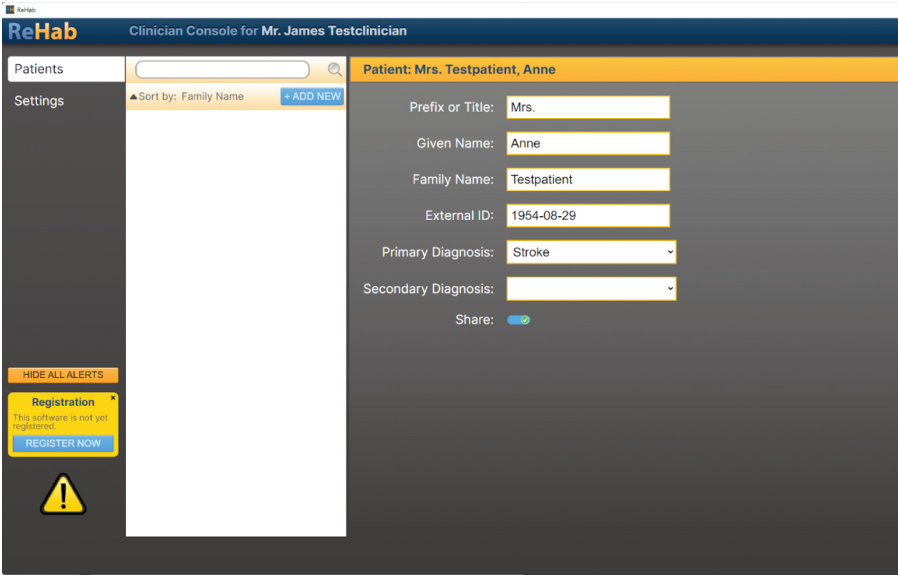 ReHab
ReHab
Clinician Console for Mr. James Testclinician
Patients
Settings
▲Sort by: Family Name
+ ADD NEW
Patient: Mrs. Testpatient, Anne
Prefix or Title: Mrs.
Given Name: Anne
Family Name: Testpatient
External ID: 1954-08-29
Primary Diagnosis: Stroke
Secondary Diagnosis:
Share:
HIDE ALL ALERTS
Registration
This software is not yet
registered.
REGISTER NOW